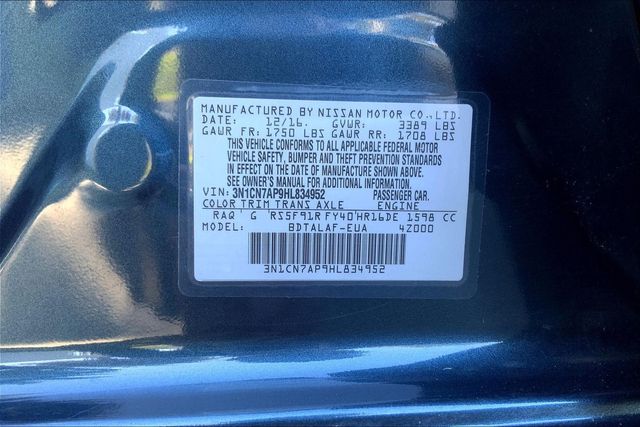 MANUFACTURED BY NISSAN MOTOR CO., LTD.
DATE: 12/16. GVWR: 3389 LBS
GAWR FR: 1750 LBS GAWR RR: 1708 LBS
THIS VEHICLE CONFORMS TO ALL APPLICABLE FEDERAL MOTOR
VEHICLE SAFETY, BUMPER AND THEFT PREVENTION STANDARDS
IN EFFECT ON THE DATE OF MANUFACTURE SHOWN ABOVE.
SEE OWNER'S MANUAL FOR ADDITIONAL INFORMATION.
VIN: 3N1CN7AP9HL834952 PASSENGER CAR.
COLOR TRIM TRANS AXLE ENGINE
RAQ G RS5F91R FY40 HR16DE 1598 CC
MODEL: BDTALAF-EUA 4Z000
3N1CN7AP9HL834952